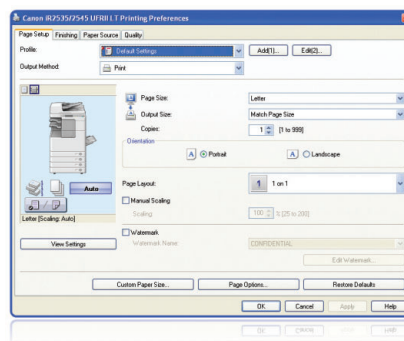 Canon iR2535/2545 UFRII LT Printing Preferences
Page Setup Finishing Paper Source Quality
Profile: Default Settings Add(1)... Edit(2)...
Output Method: Print
Page Size: Letter
Output Size: Match Page Size
Copies: 1 [1 to 999]
Orientation
A Portrait A Landscape
Auto
Page Layout: 1 1 on 1
Manual Scaling
Letter [Scaling: Auto]
Scaling: 100 % [25 to 200]
View Settings
Watermark
Watermark Name: CONFIDENTIAL
Edit Watermark...
Custom Paper Size... Page Options... Restore Defaults
OK Cancel Apply Help